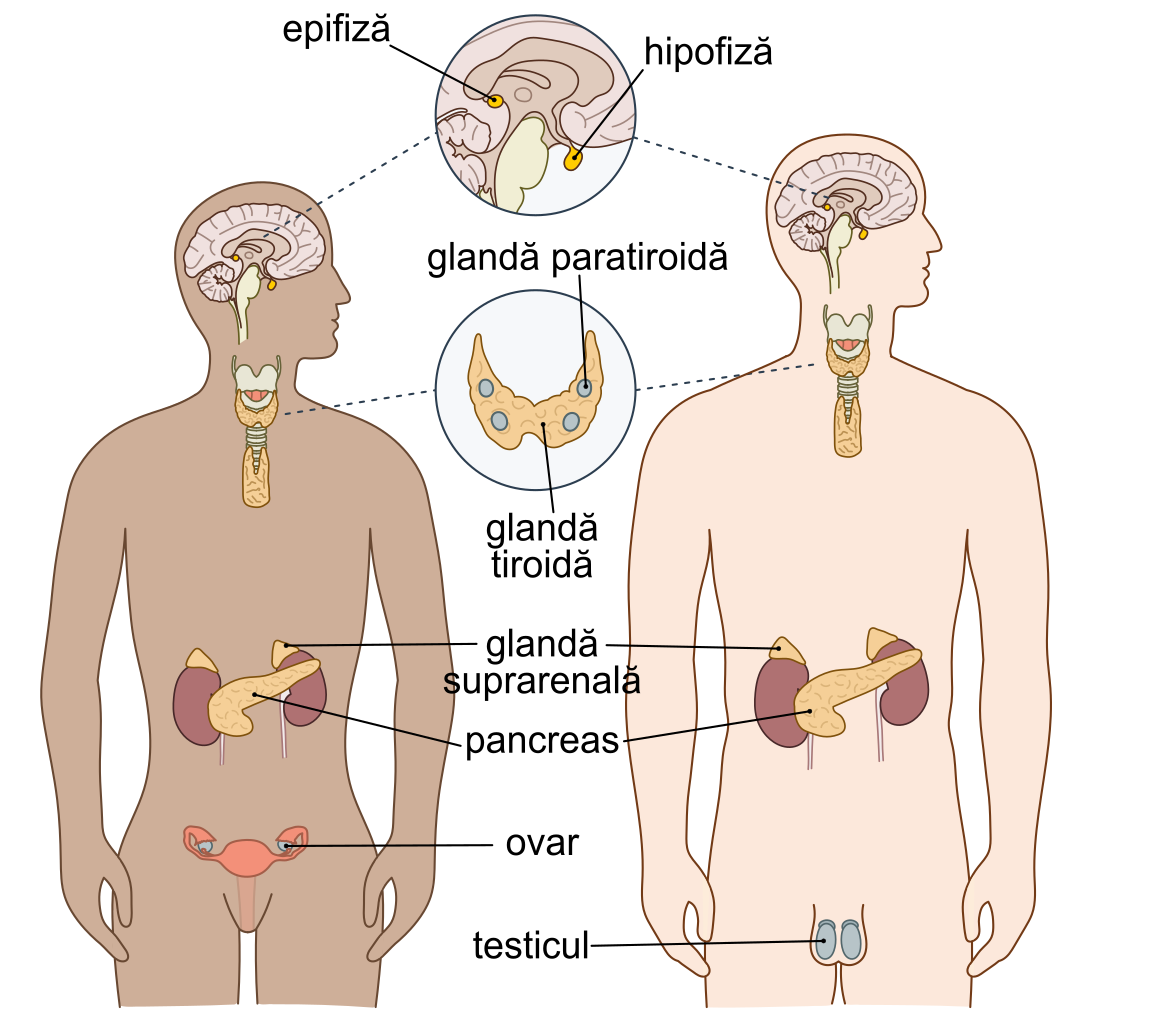 epifiză
hipofiză
glandă paratiroidă
glandă
tiroidă
glandă
suprarenală
pancreas
ovar
testicul